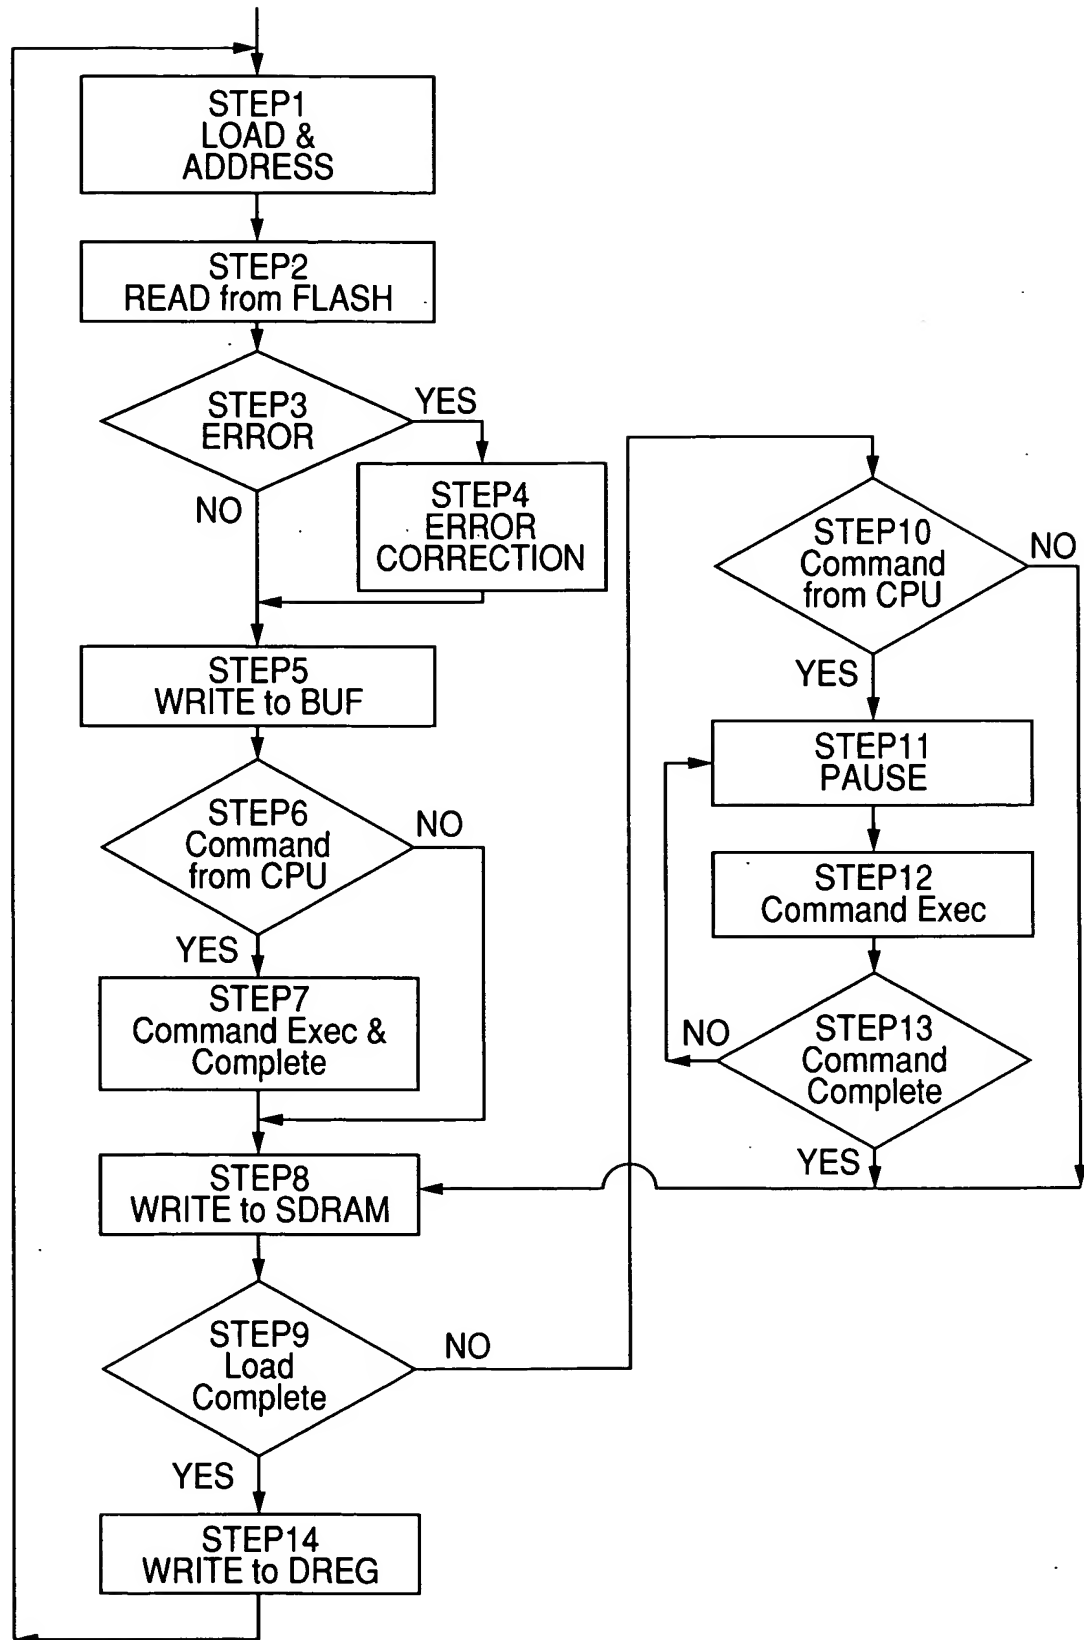 STEP1
LOAD &
ADDRESS
STEP2
READ from FLASH
STEP3
ERROR
YES
NO
STEP4
ERROR
CORRECTION
STEP5
WRITE to BUF
STEP6
Command
from CPU
NO
YES
STEP7
Command Exec &
Complete
STEP8
WRITE to SDRAM
STEP9
Load
Complete
NO
YES
STEP14
WRITE to DREG
STEP10
Command
from CPU
NO
YES
STEP11
PAUSE
STEP12
Command Exec
STEP13
Command
Complete
NO
YES